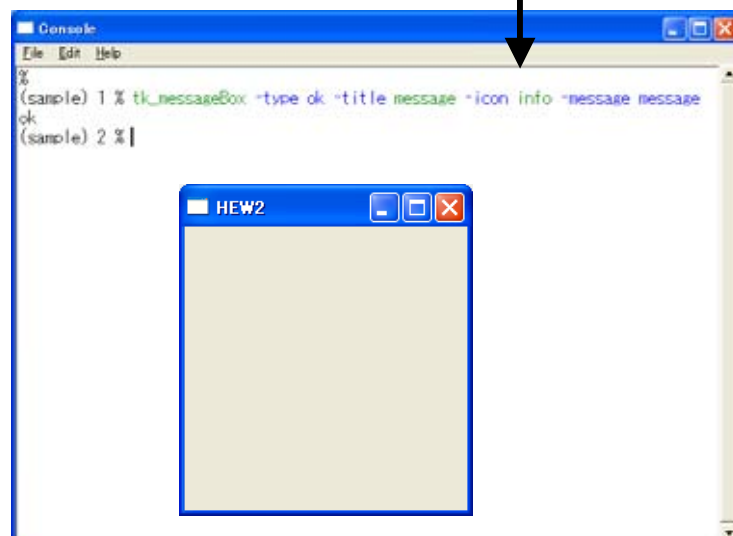 Console
File Edit Help
%
(sample) 1 % tk_messageBox -type ok -title message -icon info -message message
ok
(sample) 2 %
HEW2